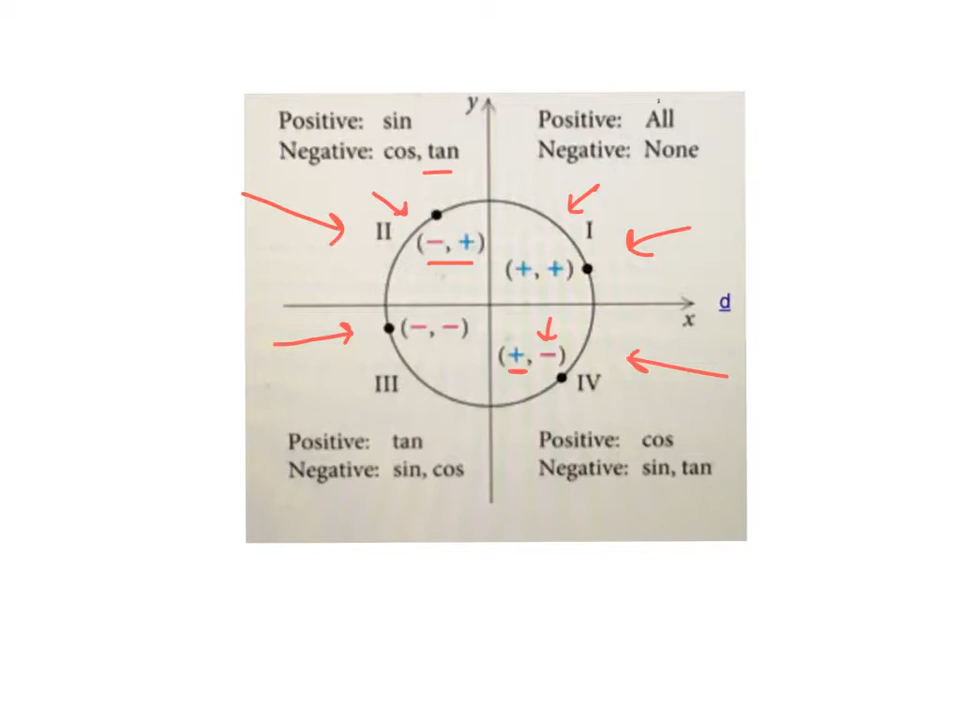 y
Positive: sin
Negative: cos, tan
Positive: All
Negative: None
II
I
(−, +)
(+, +)
d
x
(−, −)
(+, −)
III
IV
Positive: tan
Negative: sin, cos
Positive: cos
Negative: sin, tan